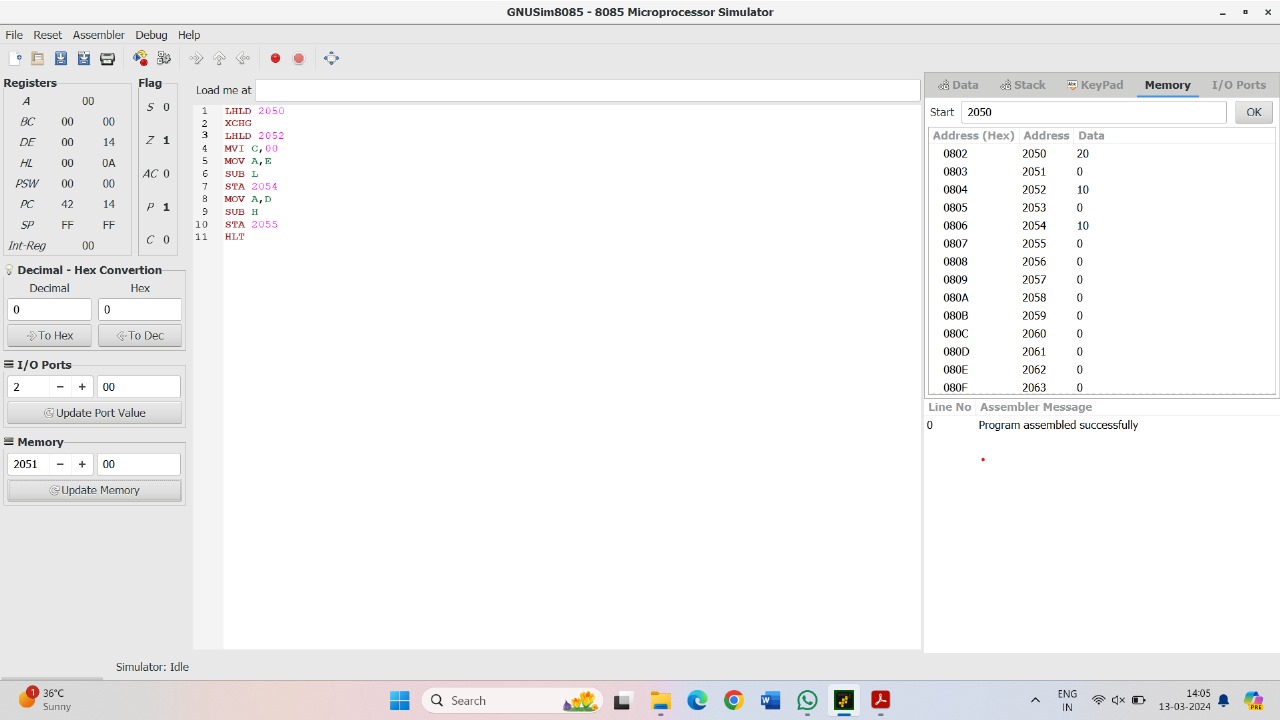 GNUSim8085 - 8085 Microprocessor Simulator
File Reset Assembler Debug Help
Registers
A 00
BC 00 00
DE 00 14
HL 00 0A
PSW 00 00
PC 42 14
SP FF FF
Int-Reg 00
Flag
S 0
Z 1
AC 0
P 1
C 0
Decimal - Hex Convertion
Decimal Hex
0 0
To Hex To Dec
I/O Ports
2 − + 00
Update Port Value
Memory
2051 − + 00
Update Memory
Load me at
1 LHLD 2050
2 XCHG
3 LHLD 2052
4 MVI C,00
5 MOV A,E
6 SUB L
7 STA 2054
8 MOV A,D
9 SUB H
10 STA 2055
11 HLT
Data Stack KeyPad Memory I/O Ports
Start 2050 OK
Address (Hex) Address Data
0802 2050 20
0803 2051 0
0804 2052 10
0805 2053 0
0806 2054 10
0807 2055 0
0808 2056 0
0809 2057 0
080A 2058 0
080B 2059 0
080C 2060 0
080D 2061 0
080E 2062 0
080F 2063 0
Line No Assembler Message
0 Program assembled successfully
Simulator: Idle
1
36°C
Sunny
Search
PRE
ENG
IN
14:05
13-03-2024